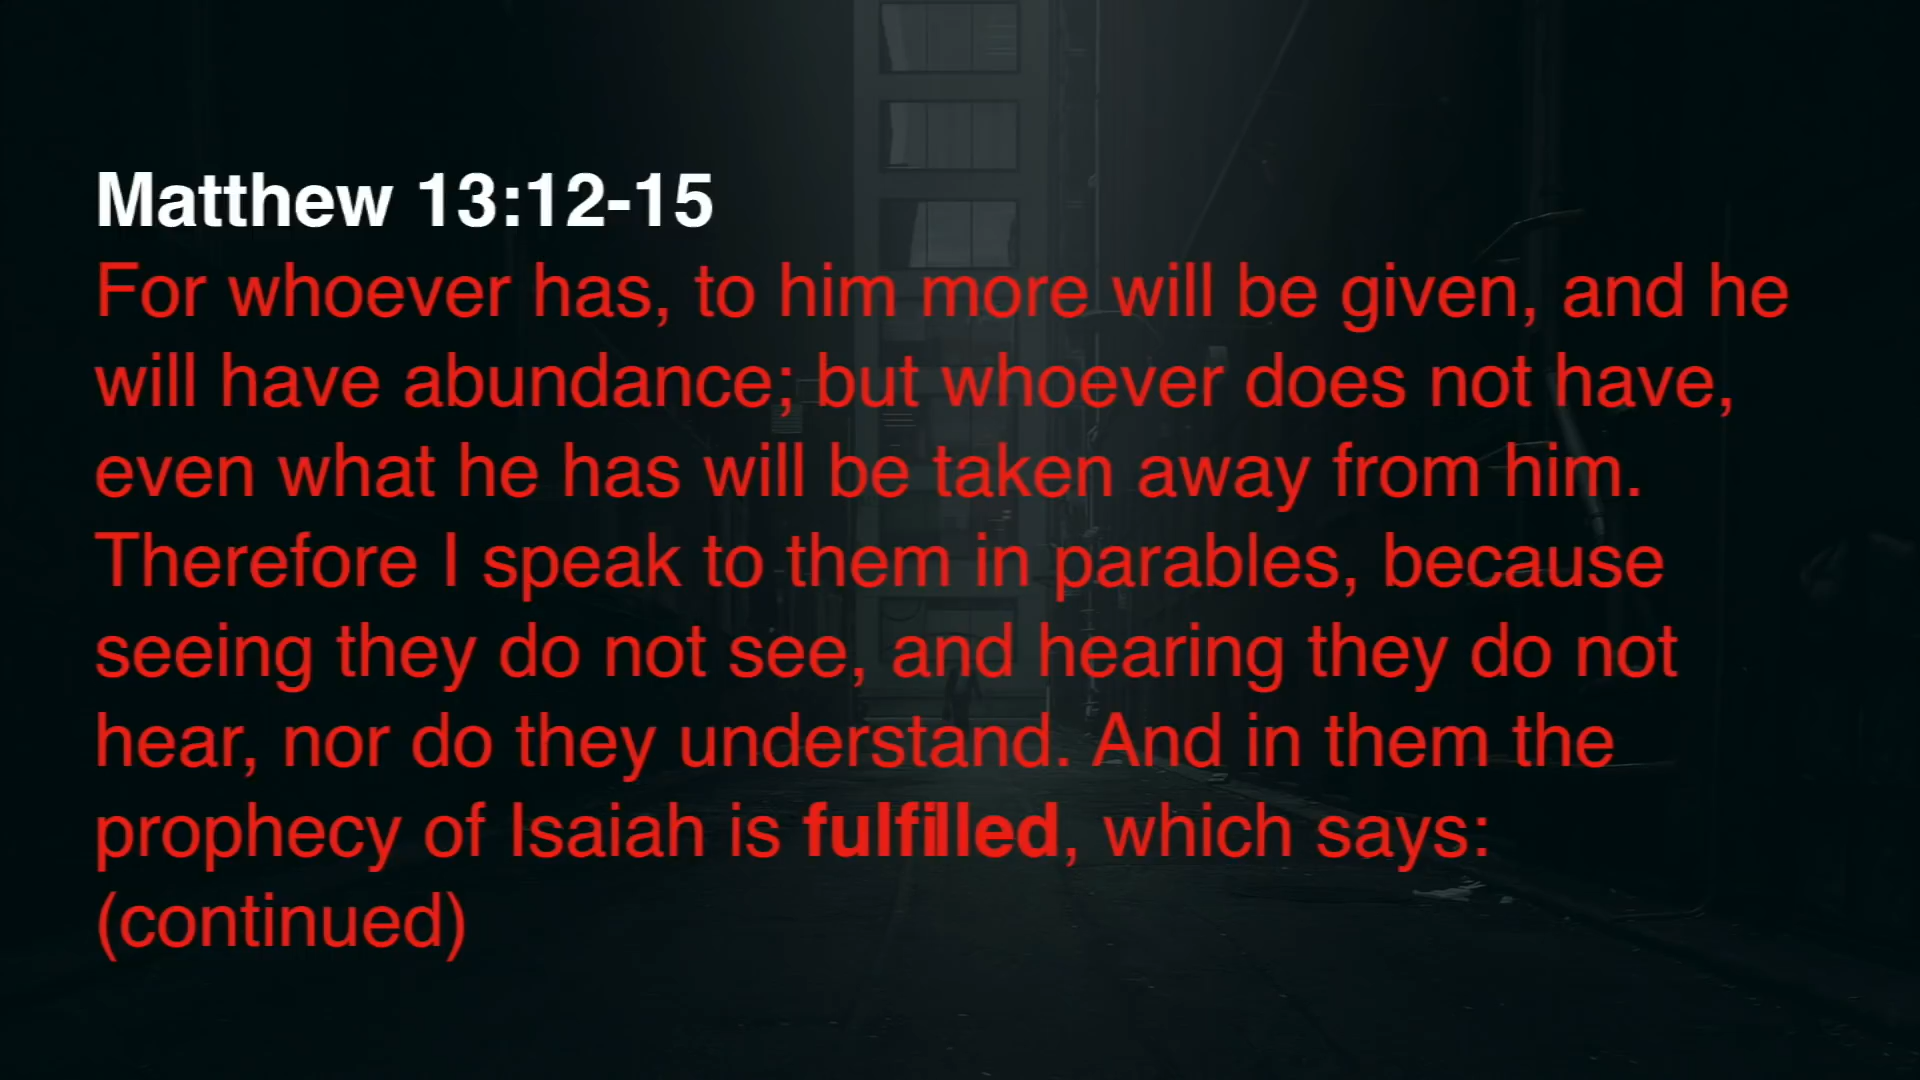 Matthew 13:12-15
For whoever has, to him more will be given, and he
will have abundance; but whoever does not have,
even what he has will be taken away from him.
Therefore I speak to them in parables, because
seeing they do not see, and hearing they do not
hear, nor do they understand. And in them the
prophecy of Isaiah is fulfilled, which says:
(continued)